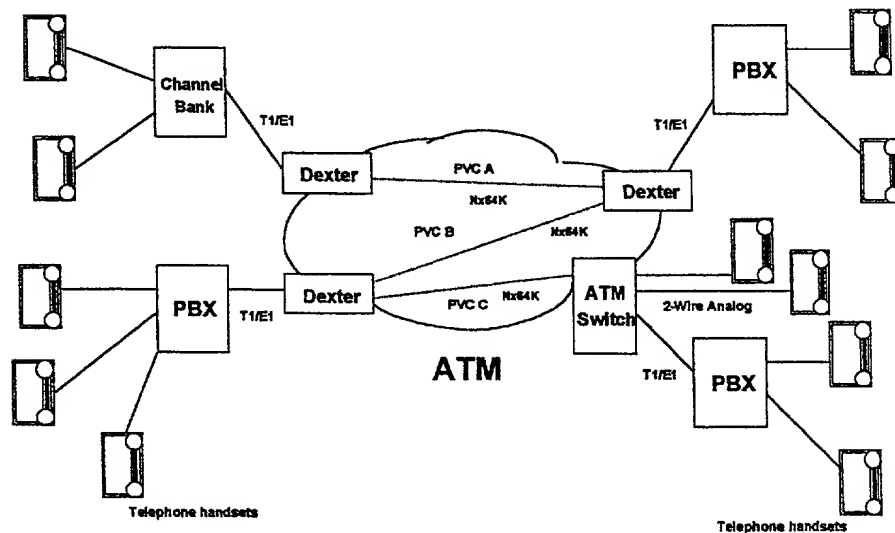 Channel
Bank
T1/E1
PBX
T1/E1
Dexter
PVC A
Nx64K
Dexter
PVC B
Nx64K
PBX
T1/E1
Dexter
PVC C
Nx64K
ATM
Switch
2-Wire Analog
ATM
T1/E1
PBX
Telephone handsets
Telephone handsets